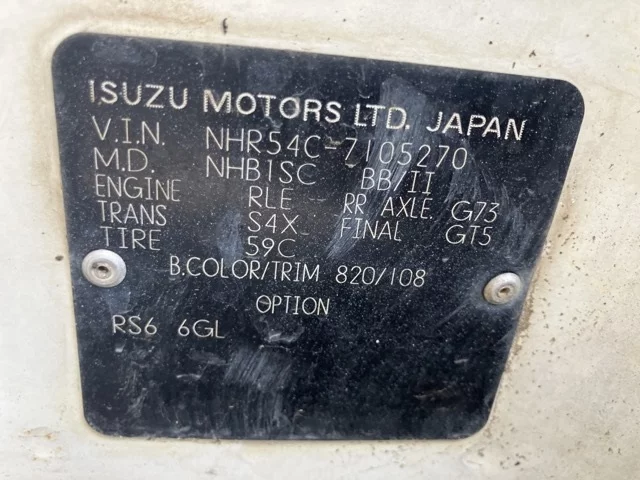 ISUZU MOTORS LTD. JAPAN
V.I.N. NHR54C-7105270
M.D. NHB1SC BB/II
ENGINE RLE RR AXLE. G73
TRANS S4X FINAL GT5
TIRE 59C
B.COLOR/TRIM 820/108
OPTION
RS6 6GL